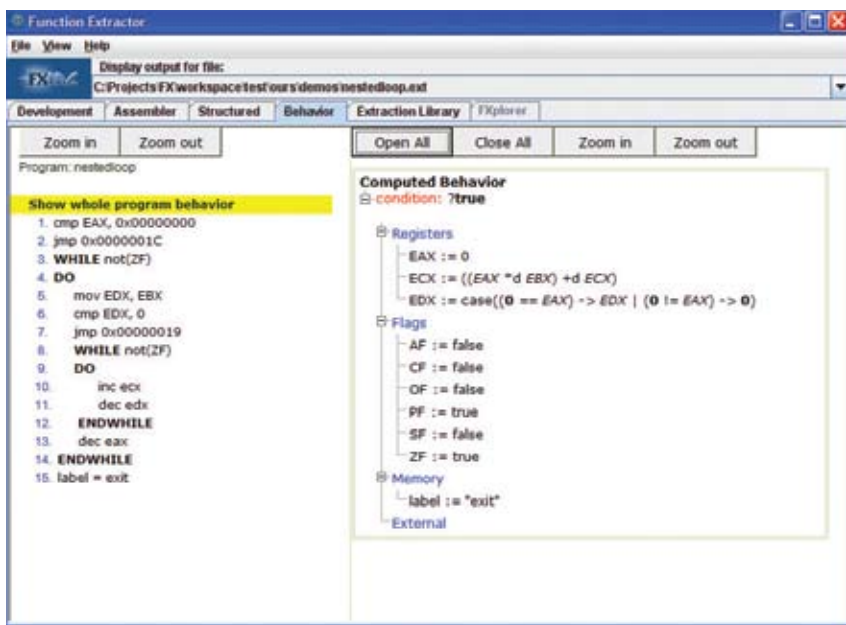 Function Extractor
File View Help
FX
Display output for file:
C:\Projects\FX\workspace\test\ours\demos\nestedloop.ext
Development Assembler Structured Behavior Extraction Library FXplorer
Zoom in Zoom out
Program: nestedloop
Show whole program behavior
1. cmp EAX, 0x00000000
2. jmp 0x0000001C
3. WHILE not(ZF)
4. DO
5. mov EDX, EBX
6. cmp EDX, 0
7. jmp 0x00000019
8. WHILE not(ZF)
9. DO
10. inc ecx
11. dec edx
12. ENDWHILE
13. dec eax
14. ENDWHILE
15. label = exit
Open All Close All Zoom in Zoom out
Computed Behavior
condition: ?true
Registers
EAX := 0
ECX := ((EAX *d EBX) +d ECX)
EDX := case((0 == EAX) -> EDX | (0 != EAX) -> 0)
Flags
AF := false
CF := false
OF := false
PF := true
SF := false
ZF := true
Memory
label := "exit"
External